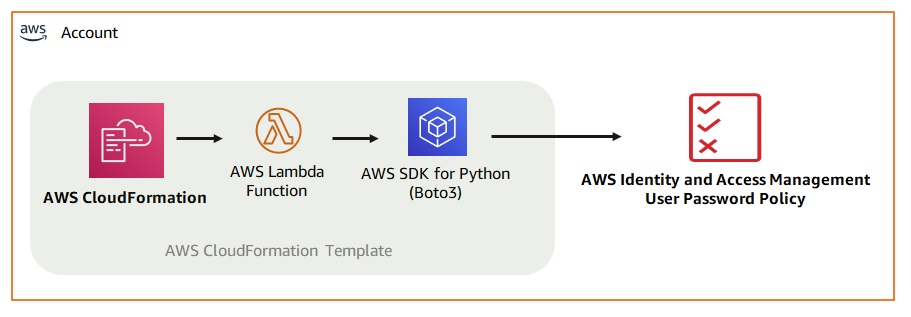 aws Account
AWS CloudFormation
AWS Lambda
Function
AWS SDK for Python
(Boto3)
AWS Identity and Access Management
User Password Policy
AWS CloudFormation Template